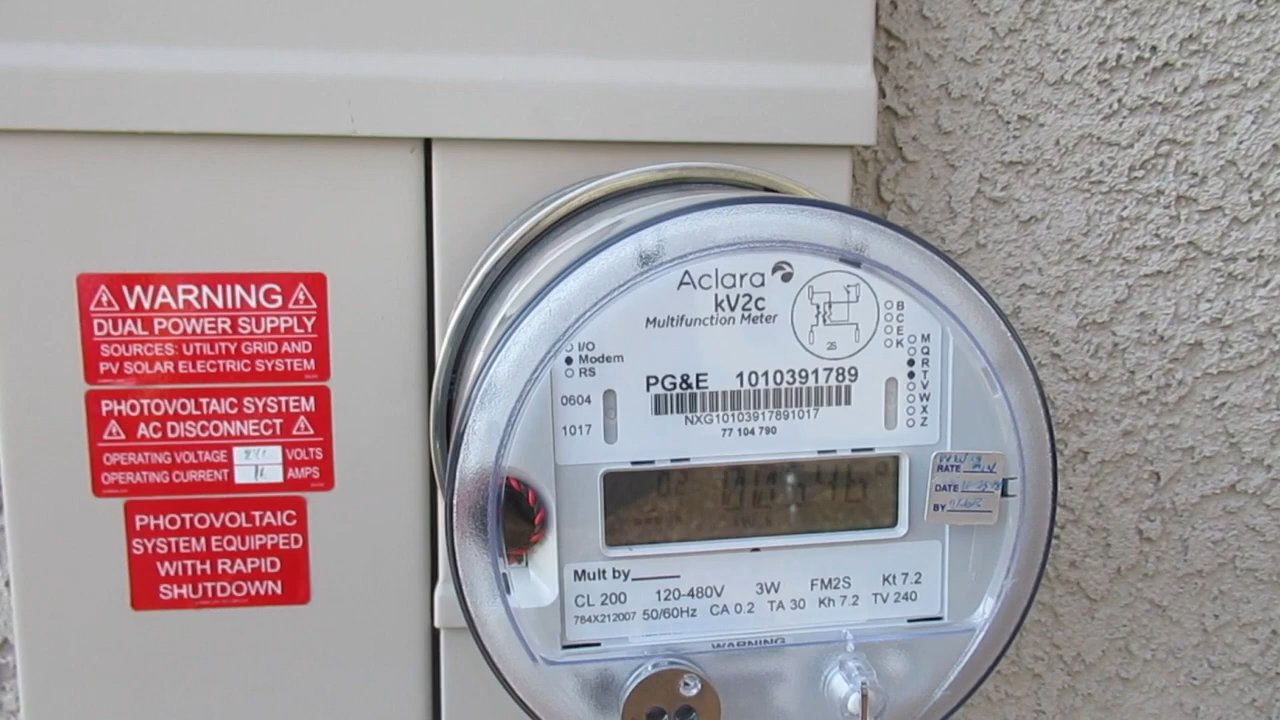 WARNING
DUAL POWER SUPPLY
SOURCES: UTILITY GRID AND
PV SOLAR ELECTRIC SYSTEM
PHOTOVOLTAIC SYSTEM
AC DISCONNECT
OPERATING VOLTAGE VOLTS
OPERATING CURRENT AMPS
PHOTOVOLTAIC
SYSTEM EQUIPPED
WITH RAPID
SHUTDOWN
Aclara
kV2c
Multifunction Meter
2S
B
C
E
K
M
Q
R
T
V
W
X
Z
I/O
Modem
RS
0604
1017
PG&E 1010391789
NXG10103917891017
77 104 790
RATE
DATE
BY
Mult by
CL 200 120-480V 3W FM2S Kt 7.2
784X212007 50/60Hz CA 0.2 TA 30 Kh 7.2 TV 240
WARNING